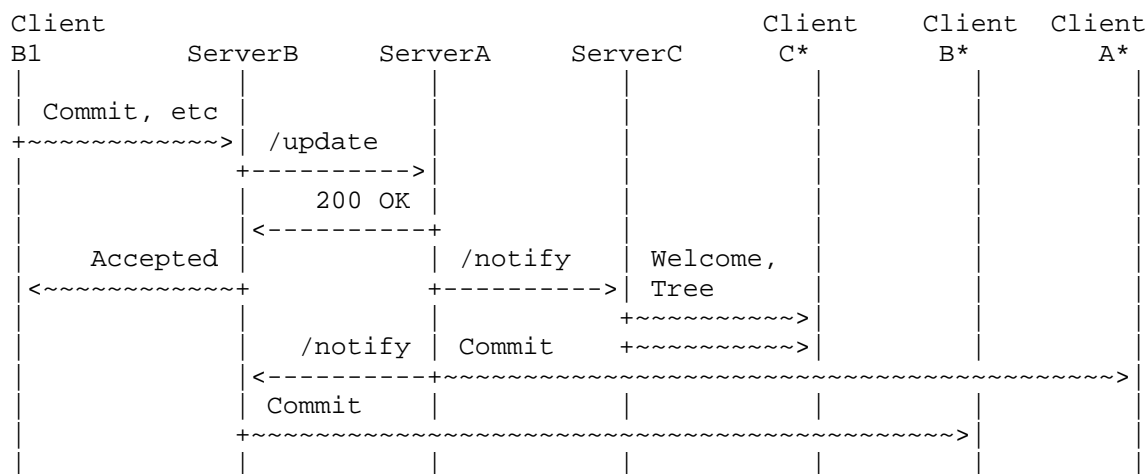 Client Client Client Client
B1 ServerB ServerA ServerC C* B* A*
Commit, etc
/update
200 OK
Accepted /notify Welcome,
Tree
/notify Commit
Commit